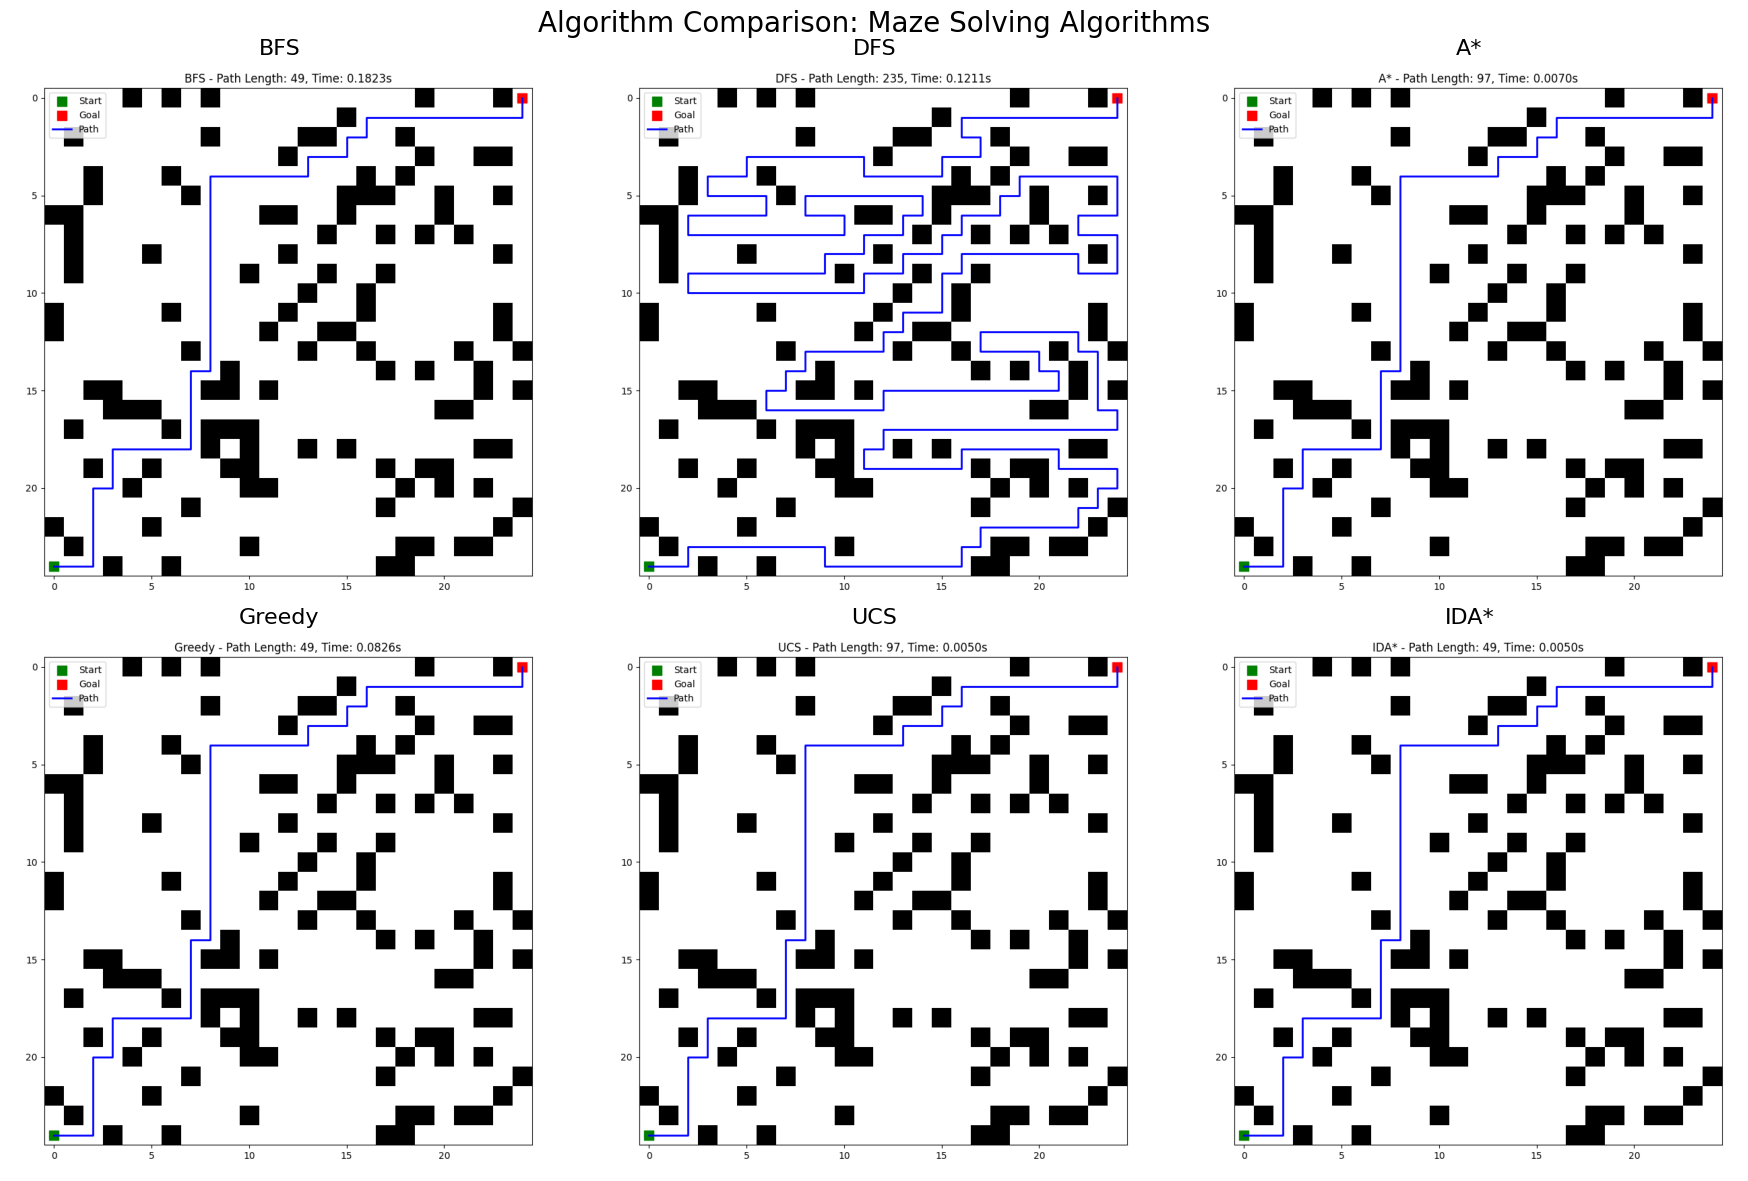 Algorithm Comparison: Maze Solving Algorithms
BFS
BFS - Path Length: 49, Time: 0.1823s
Start
Goal
Path
0
5
10
15
20
0 5 10 15 20
DFS
DFS - Path Length: 235, Time: 0.1211s
Start
Goal
Path
0
5
10
15
20
0 5 10 15 20
A*
A* - Path Length: 97, Time: 0.0070s
Start
Goal
Path
0
5
10
15
20
0 5 10 15 20
Greedy
Greedy - Path Length: 49, Time: 0.0826s
Start
Goal
Path
0
5
10
15
20
0 5 10 15 20
UCS
UCS - Path Length: 97, Time: 0.0050s
Start
Goal
Path
0
5
10
15
20
0 5 10 15 20
IDA*
IDA* - Path Length: 49, Time: 0.0050s
Start
Goal
Path
0
5
10
15
20
0 5 10 15 20